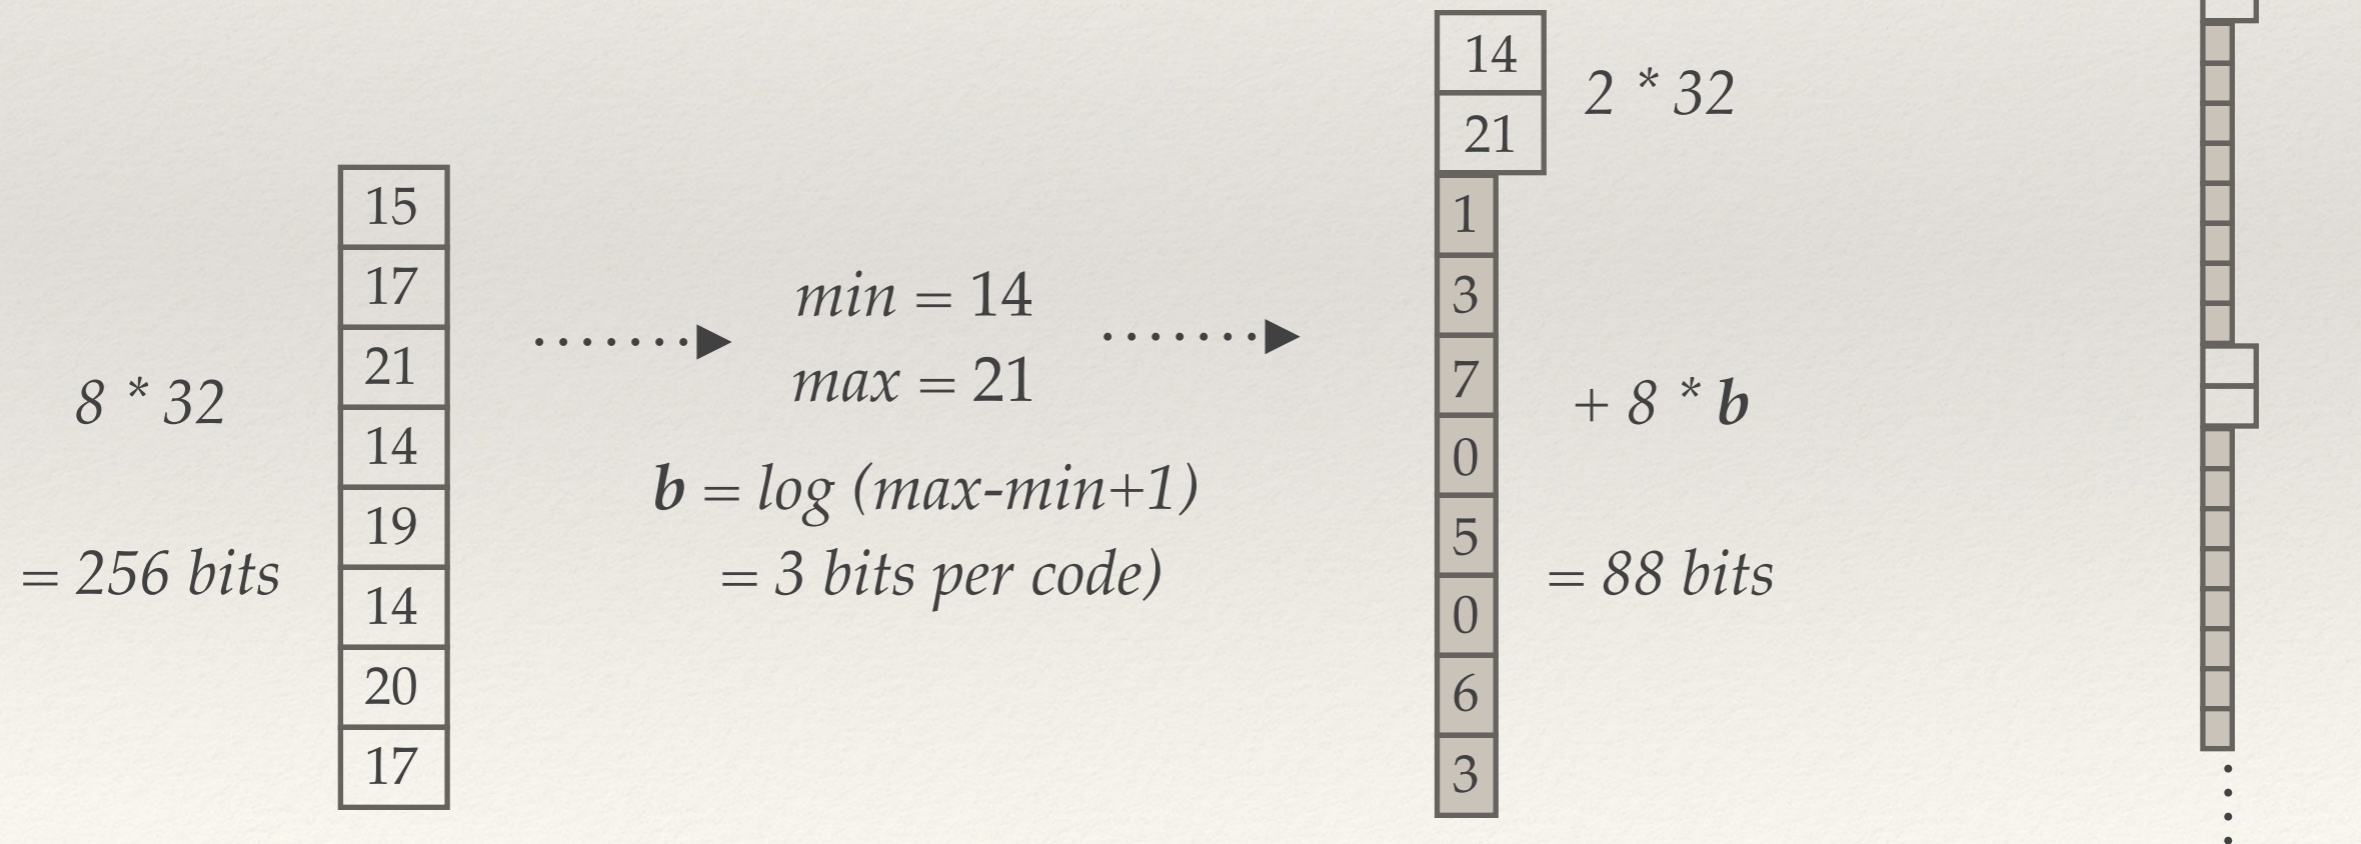 8 * 32
= 256 bits
15
17
21
14
19
14
20
17
min = 14
max = 21
b = log (max-min+1)
= 3 bits per code)
14
21
1
3
7
0
5
0
6
3
2 * 32
+ 8 * b
= 88 bits